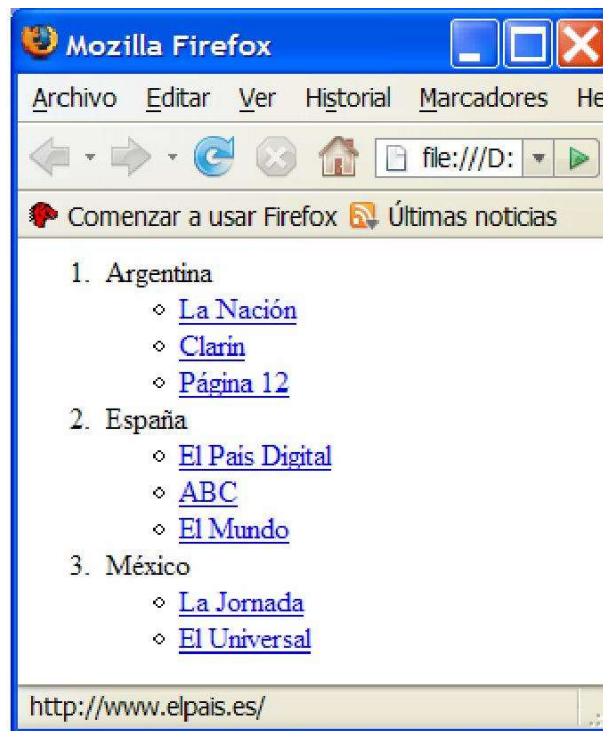 Mozilla Firefox
Archivo Editar Ver Historial Marcadores He
file:///D:
Comenzar a usar Firefox Últimas noticias
1. Argentina
La Nación
Clarin
Página 12
2. España
El País Digital
ABC
El Mundo
3. México
La Jornada
El Universal
http://www.elpais.es/